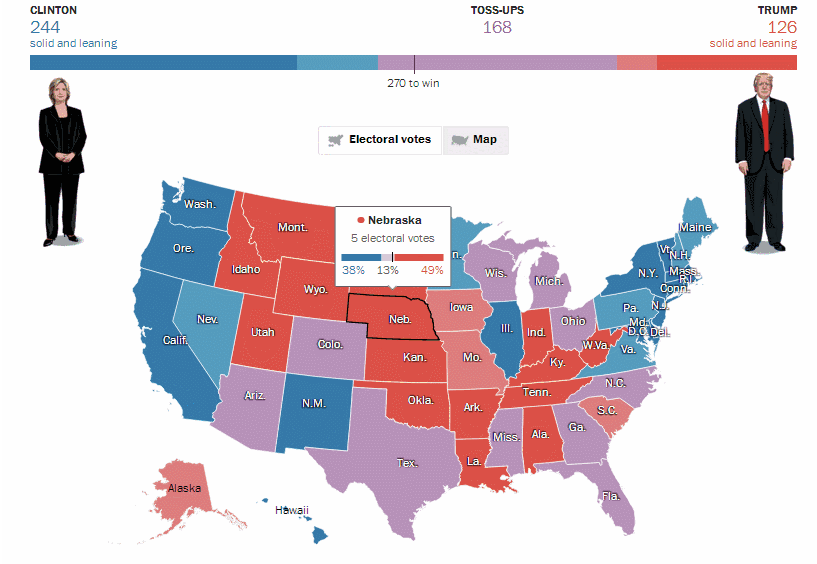 CLINTON
TOSS-UPS
TRUMP
244
168
126
solid and leaning
solid and leaning
270 to win
Electoral votes
Map
Wash.
Mont.
Nebraska
5 electoral votes
38%
13%
49%
n.
Maine
Ore.
Idaho
Wyo.
Wis.
Mich.
N.Y.
Vt.
N.H.
Mass.
R.I.
Conn.
Nev.
Utah
Neb.
Iowa
Ill.
Ind.
Ohio
Pa.
N.J.
Md.
D.C.
Del.
Calif.
Colo.
Kan.
Mo.
Ky.
W.Va.
Va.
Ariz.
N.M.
Okla.
Ark.
Tenn.
N.C.
S.C.
Tex.
La.
Miss.
Ala.
Ga.
Fla.
Alaska
Hawaii